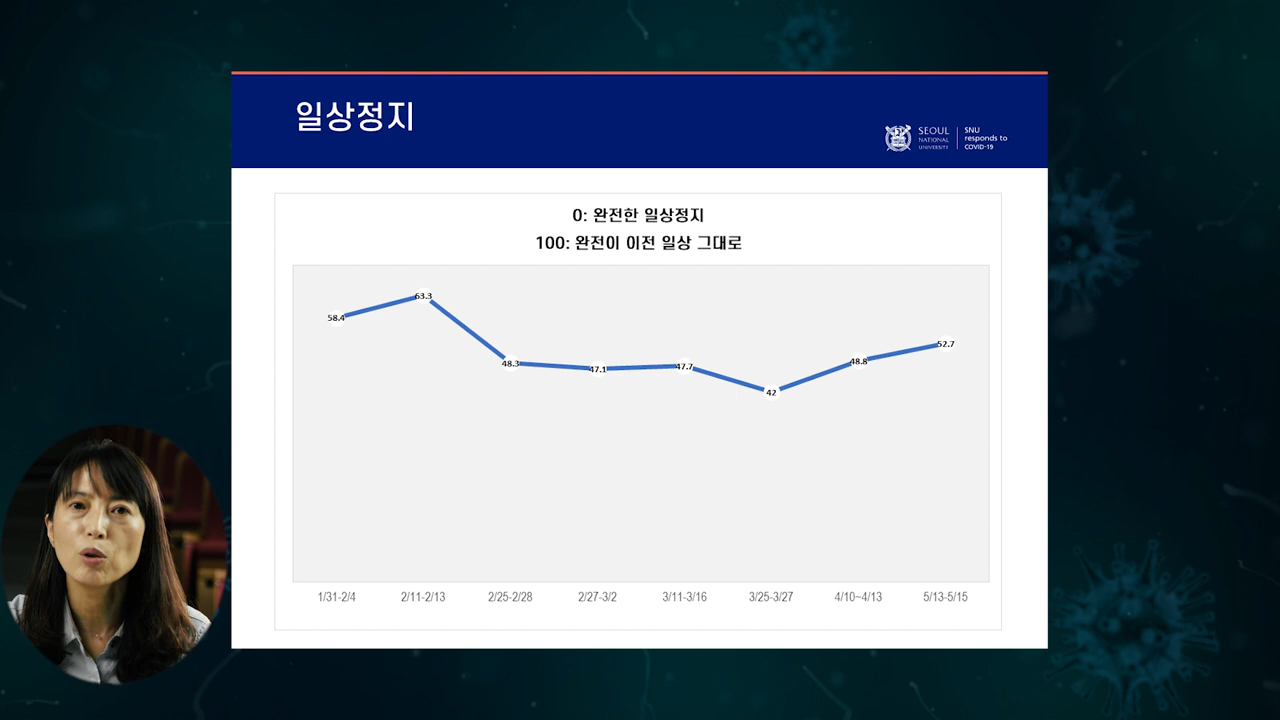 일상정지
SEOUL
NATIONAL
UNIVERSITY
SNU
responds to
COVID-19
0: 완전한 일상정지
100: 완전이 이전 일상 그대로
58.4
63.3
48.3
47.1
47.7
42
48.8
52.7
1/31-2/4
2/11-2/13
2/25-2/28
2/27-3/2
3/11-3/16
3/25-3/27
4/10~4/13
5/13-5/15